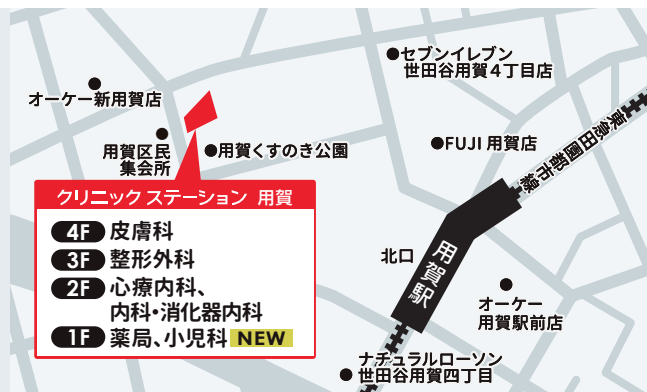 セブンイレブン
世田谷用賀4丁目店
オーケー新用賀店
用賀区民
集会所
用賀くすのき公園
FUJI 用賀店
東急田園都市線
クリニックステーション 用賀
4F 皮膚科
3F 整形外科
2F 心療内科、
内科・消化器内科
1F 薬局、小児科 NEW
北口
用賀駅
オーケー
用賀駅前店
ナチュラルローソン
世田谷用賀四丁目